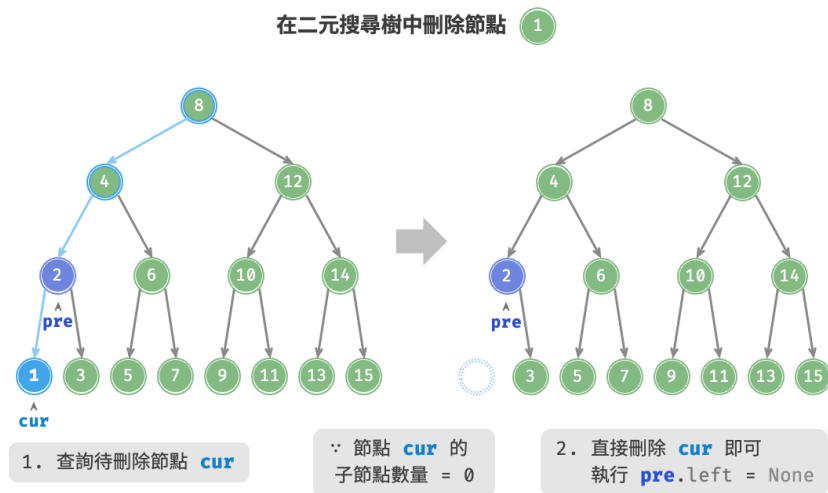 在二元搜尋樹中刪除節點 1
8
4 12
2 6 10 14
pre
1 3 5 7 9 11 13 15
cur
1. 查詢待刪除節點 cur
∵ 節點 cur 的
子節點數量 = 0
8
4 12
2 6 10 14
pre
3 5 7 9 11 13 15
2. 直接刪除 cur 即可
執行 pre.left = None